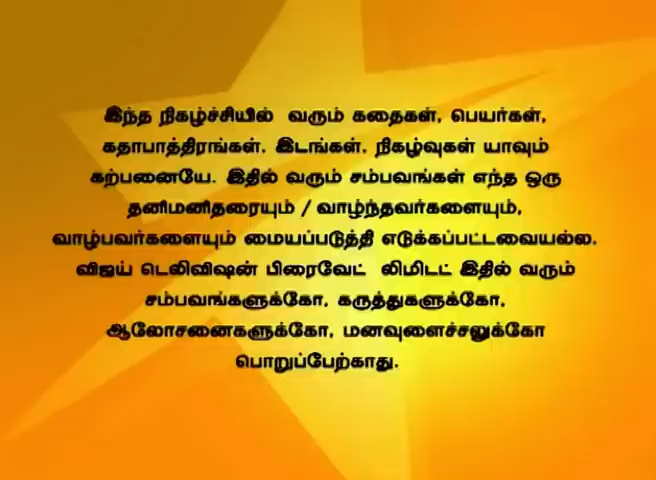 இந்த நிகழ்ச்சியில் வரும் கதைகள், பெயர்கள்,
கதாபாத்திரங்கள், இடங்கள், நிகழ்வுகள் யாவும்
கற்பனையே. இதில் வரும் சம்பவங்கள் எந்த ஒரு
தனிமனிதரையும் / வாழ்ந்தவர்களையும்,
வாழ்பவர்களையும் மையப்படுத்தி எடுக்கப்பட்டவையல்ல.
விஜய் டெலிவிஷன் பிரைவேட் லிமிடட் இதில் வரும்
சம்பவங்களுக்கோ, கருத்துகளுக்கோ,
ஆலோசனைகளுக்கோ, மனவுளைச்சலுக்கோ
பொறுப்பேற்காது.